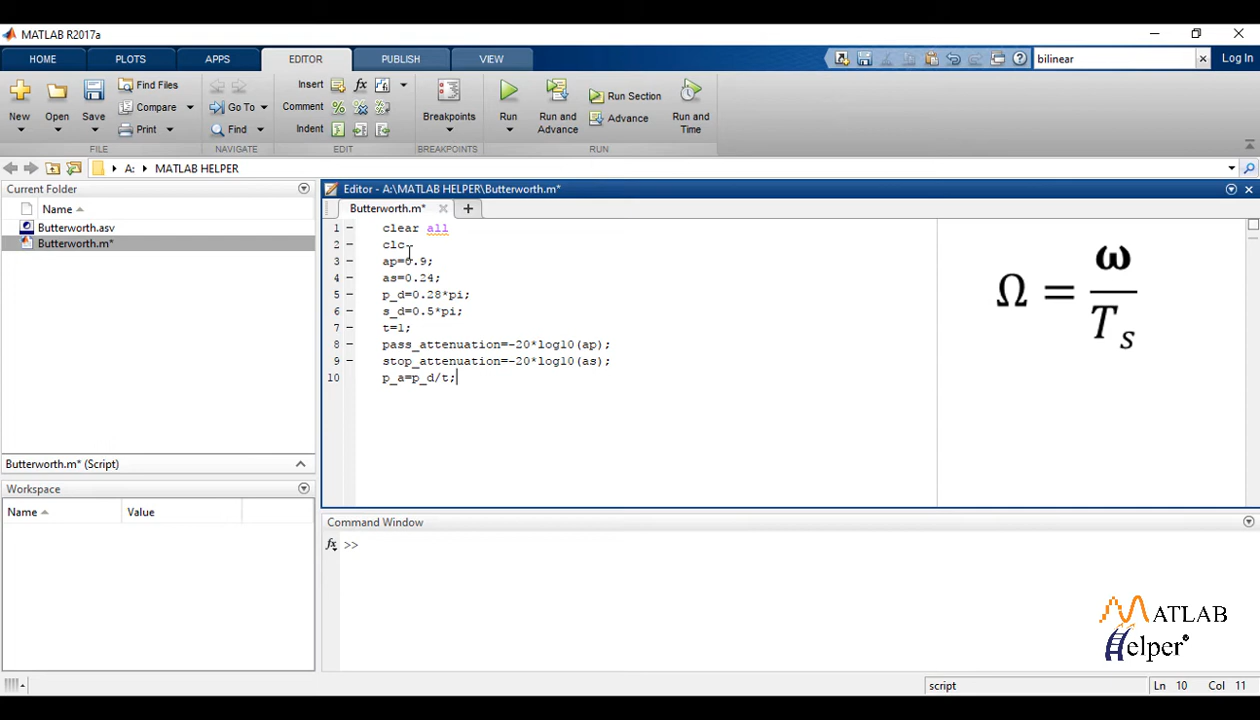 MATLAB R2017a
HOME PLOTS APPS EDITOR PUBLISH VIEW bilinear Log In
New Open Save Find Files Compare Print Go To Find Insert Comment Indent Breakpoints Run Run and Advance Run Section Advance Run and Time
FILE NAVIGATE EDIT BREAKPOINTS RUN
A: MATLAB HELPER
Current Folder
Name
Butterworth.asv
Butterworth.m*
Butterworth.m* (Script)
Workspace
Name Value
Editor - A:\MATLAB HELPER\Butterworth.m*
Butterworth.m*
1 clear all
2 clc
3 ap=0.9;
4 as=0.24;
5 p_d=0.28*pi;
6 s_d=0.5*pi;
7 t=1;
8 pass_attenuation=-20*log10(ap);
9 stop_attenuation=-20*log10(as);
10 p_a=p_d/t;
Ω = ω / Ts
Command Window
fx >>
MATLAB
Helper®
script Ln 10 Col 11